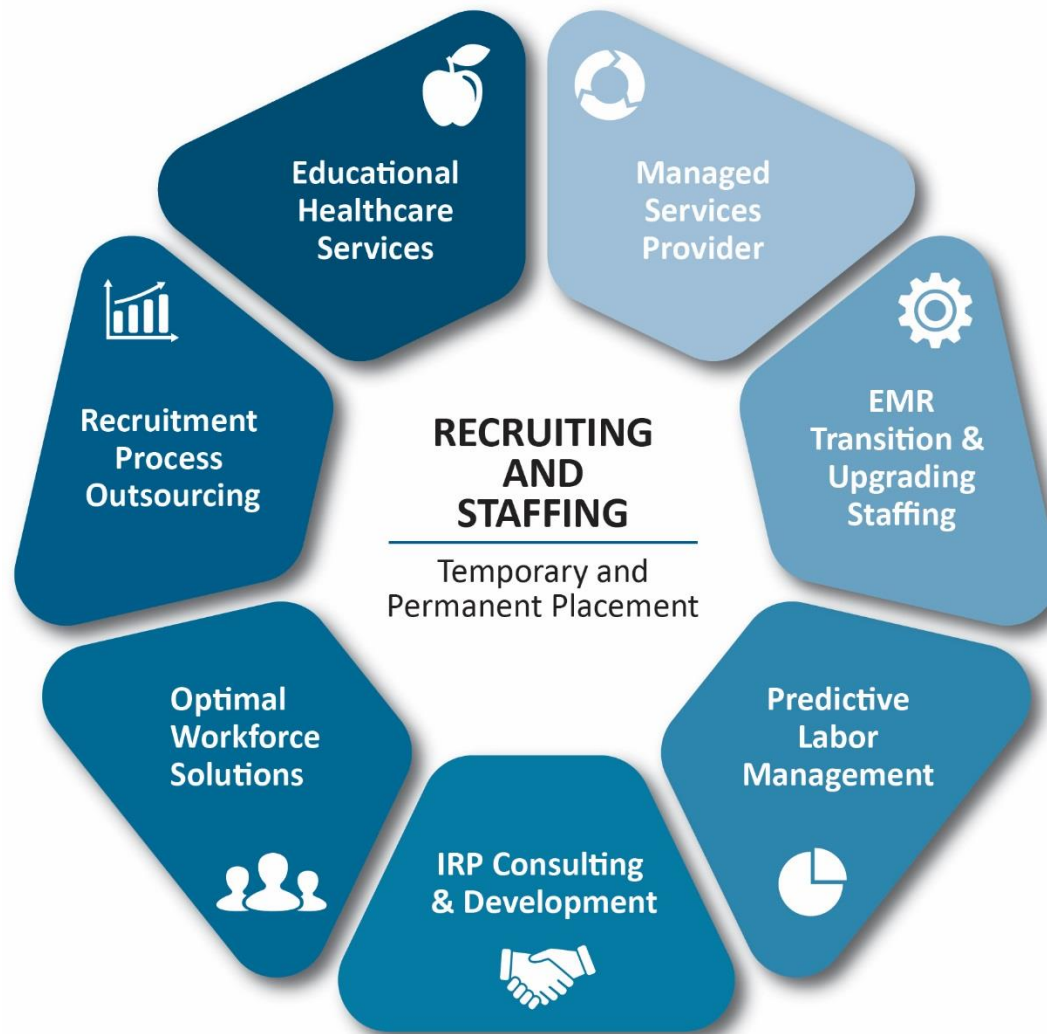 Educational
Healthcare
Services
Managed
Services
Provider
EMR
Transition &
Upgrading
Staffing
Predictive
Labor
Management
IRP Consulting
& Development
Optimal
Workforce
Solutions
Recruitment
Process
Outsourcing
RECRUITING
AND
STAFFING
Temporary and
Permanent Placement